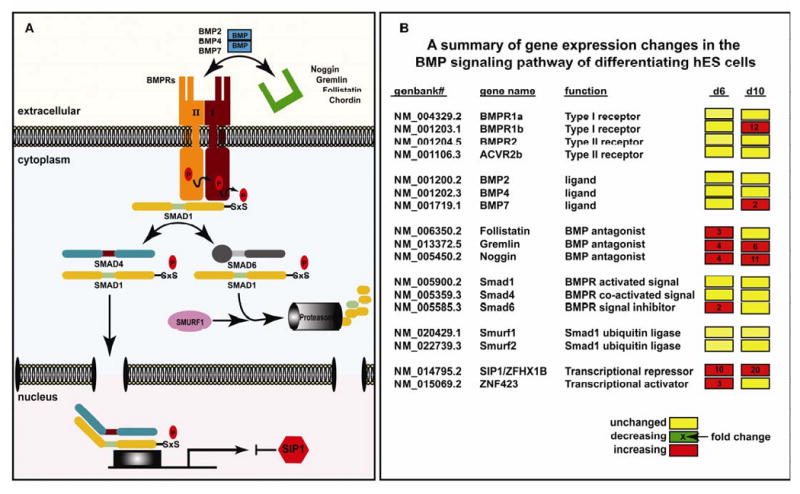 A
BMP2
BMP4
BMP7
BMP
BMP
BMPRs
Noggin
Gremlin
Follistatin
Chordin
extracellular
II
I
cytoplasm
P
P
P
SxS
SMAD1
SMAD4
P
SxS
SMAD1
SMAD6
P
SxS
SMAD1
SMURF1
Proteasome
nucleus
P
SxS
SIP1
B
A summary of gene expression changes in the
BMP signaling pathway of differentiating hES cells
genbank# gene name function d6 d10
NM_004329.2 BMPR1a Type I receptor
NM_001203.1 BMPR1b Type I receptor 12
NM_001204.5 BMPR2 Type II receptor
NM_001106.3 ACVR2b Type II receptor
NM_001200.2 BMP2 ligand
NM_001202.3 BMP4 ligand
NM_001719.1 BMP7 ligand 2
NM_006350.2 Follistatin BMP antagonist 3
NM_013372.5 Gremlin BMP antagonist 4 6
NM_005450.2 Noggin BMP antagonist 4 11
NM_005900.2 Smad1 BMPR activated signal
NM_005359.3 Smad4 BMPR co-activated signal
NM_005585.3 Smad6 BMPR signal inhibitor 2
NM_020429.1 Smurf1 Smad1 ubiquitin ligase
NM_022739.3 Smurf2 Smad1 ubiquitin ligase
NM_014795.2 SIP1/ZFHX1B Transcriptional repressor 10 20
NM_015069.2 ZNF423 Transcriptional activator 3
unchanged
decreasing X fold change
increasing